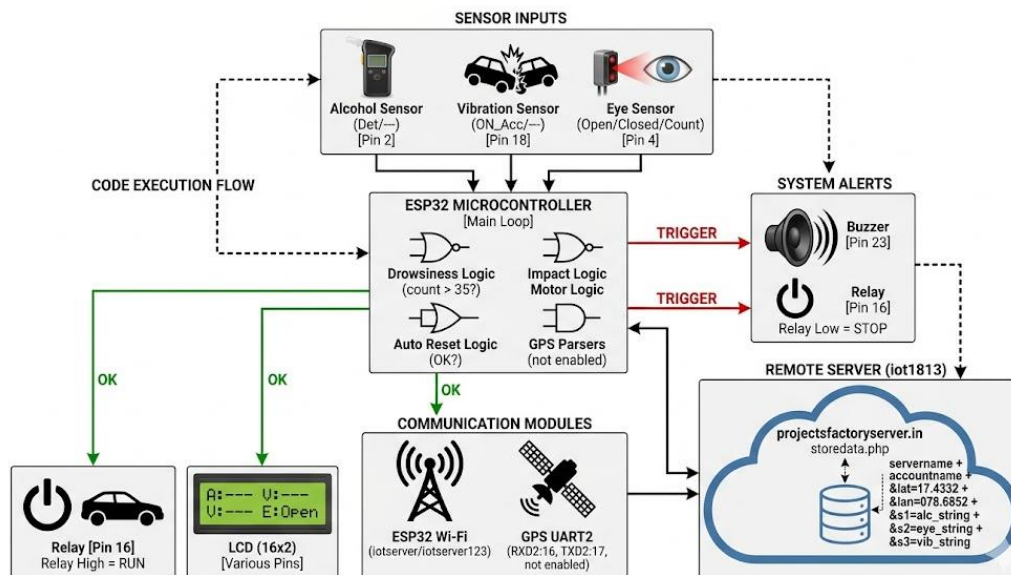 SENSOR INPUTS
Alcohol Sensor
(Det/---)
[Pin 2]
Vibration Sensor
(ON_Acc/---)
[Pin 18]
Eye Sensor
(Open/Closed/Count)
[Pin 4]
CODE EXECUTION FLOW
ESP32 MICROCONTROLLER
[Main Loop]
Drowsiness Logic
(count > 35?)
Impact Logic
Motor Logic
Auto Reset Logic
(OK?)
GPS Parsers
(not enabled)
TRIGGER
TRIGGER
SYSTEM ALERTS
Buzzer
[Pin 23]
Relay
[Pin 16]
Relay Low = STOP
OK
OK
OK
REMOTE SERVER (iot1813)
projectsfactoryserver.in
storedata.php
servername +
accountname +
&lat=17.4332 +
&lan=078.6852 +
&s1=alc_string +
&s2=eye_string +
&s3=vib_string
COMMUNICATION MODULES
ESP32 Wi-Fi
(iotserver/iotserver123)
GPS UART2
(RXD2:16, TXD2:17,
not enabled)
Relay [Pin 16]
Relay High = RUN
A:--- V:---
V:--- E:Open
LCD (16x2)
[Various Pins]